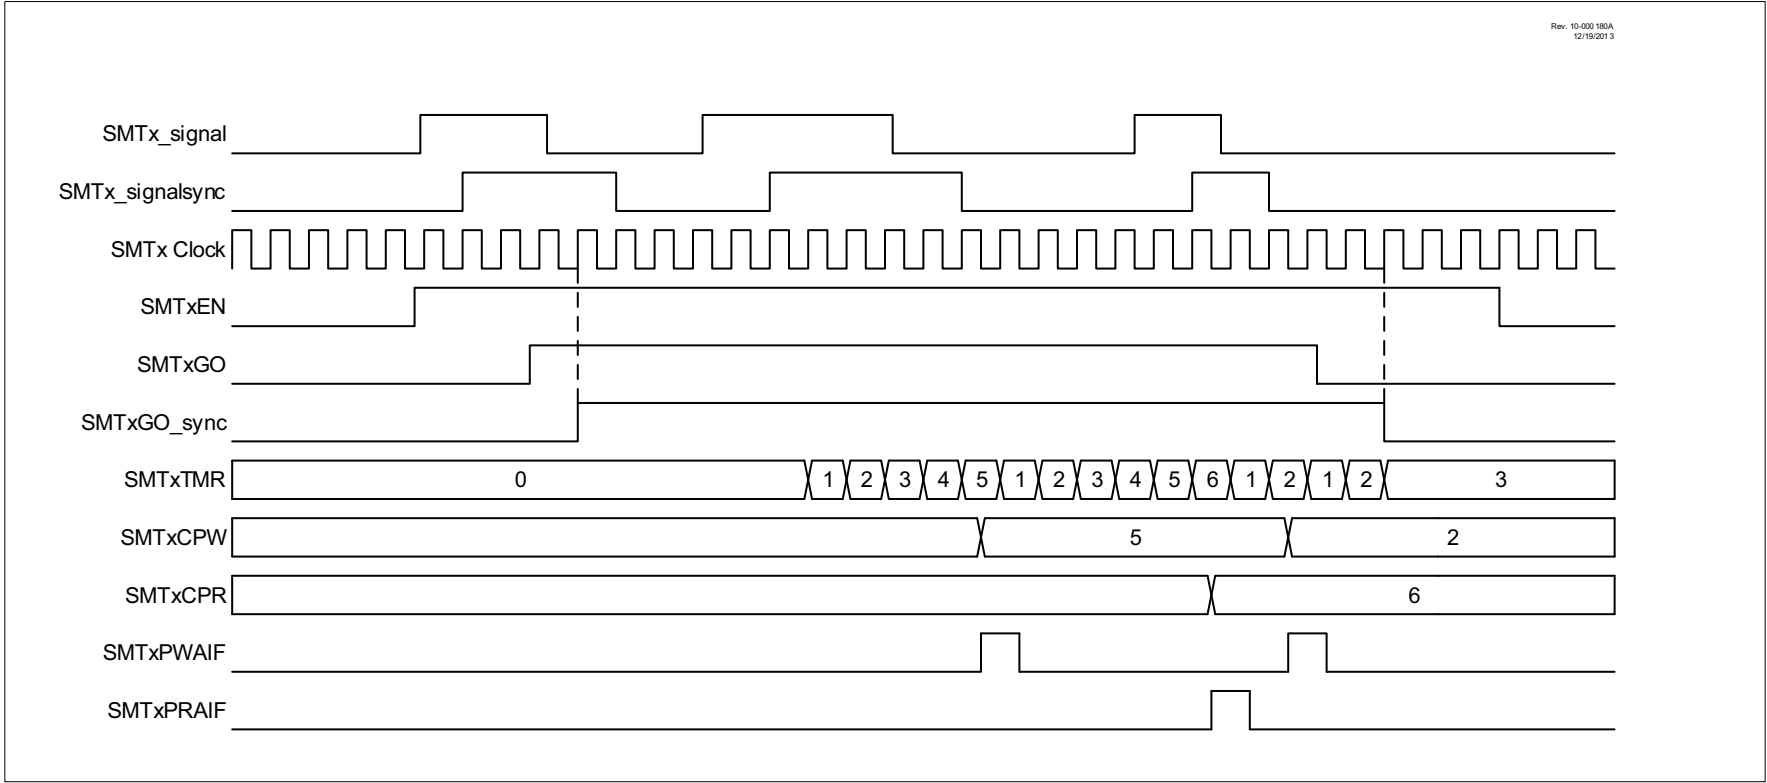 Rev. 10-000 180A
12/19/201 3
SMTx_signal
SMTx_signalsync
SMTx Clock
SMTxEN
SMTxGO
SMTxGO_sync
SMTxTMR 0 1 2 3 4 5 1 2 3 4 5 6 1 2 1 2 3
SMTxCPW 5 2
SMTxCPR 6
SMTxPWAIF
SMTxPRAIF